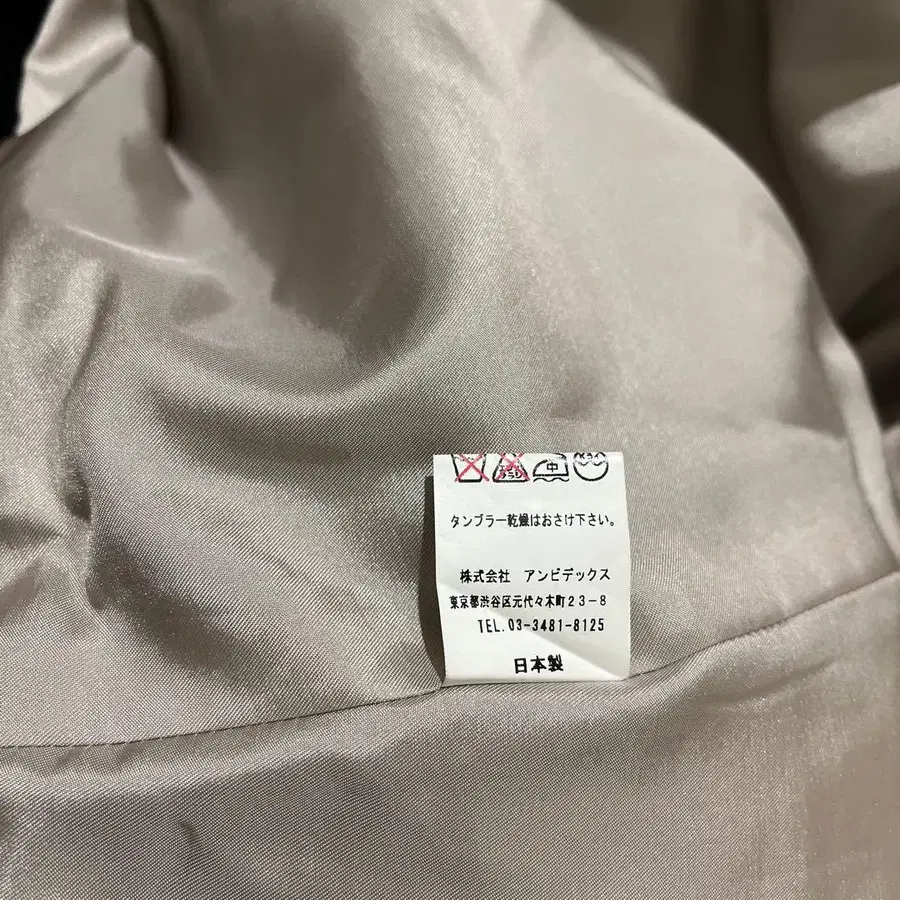 中
タンブラー乾燥はおさけ下さい。
株式会社 アンビデックス
東京都渋谷区元代々木町23-8
TEL.03-3481-8125
日本製